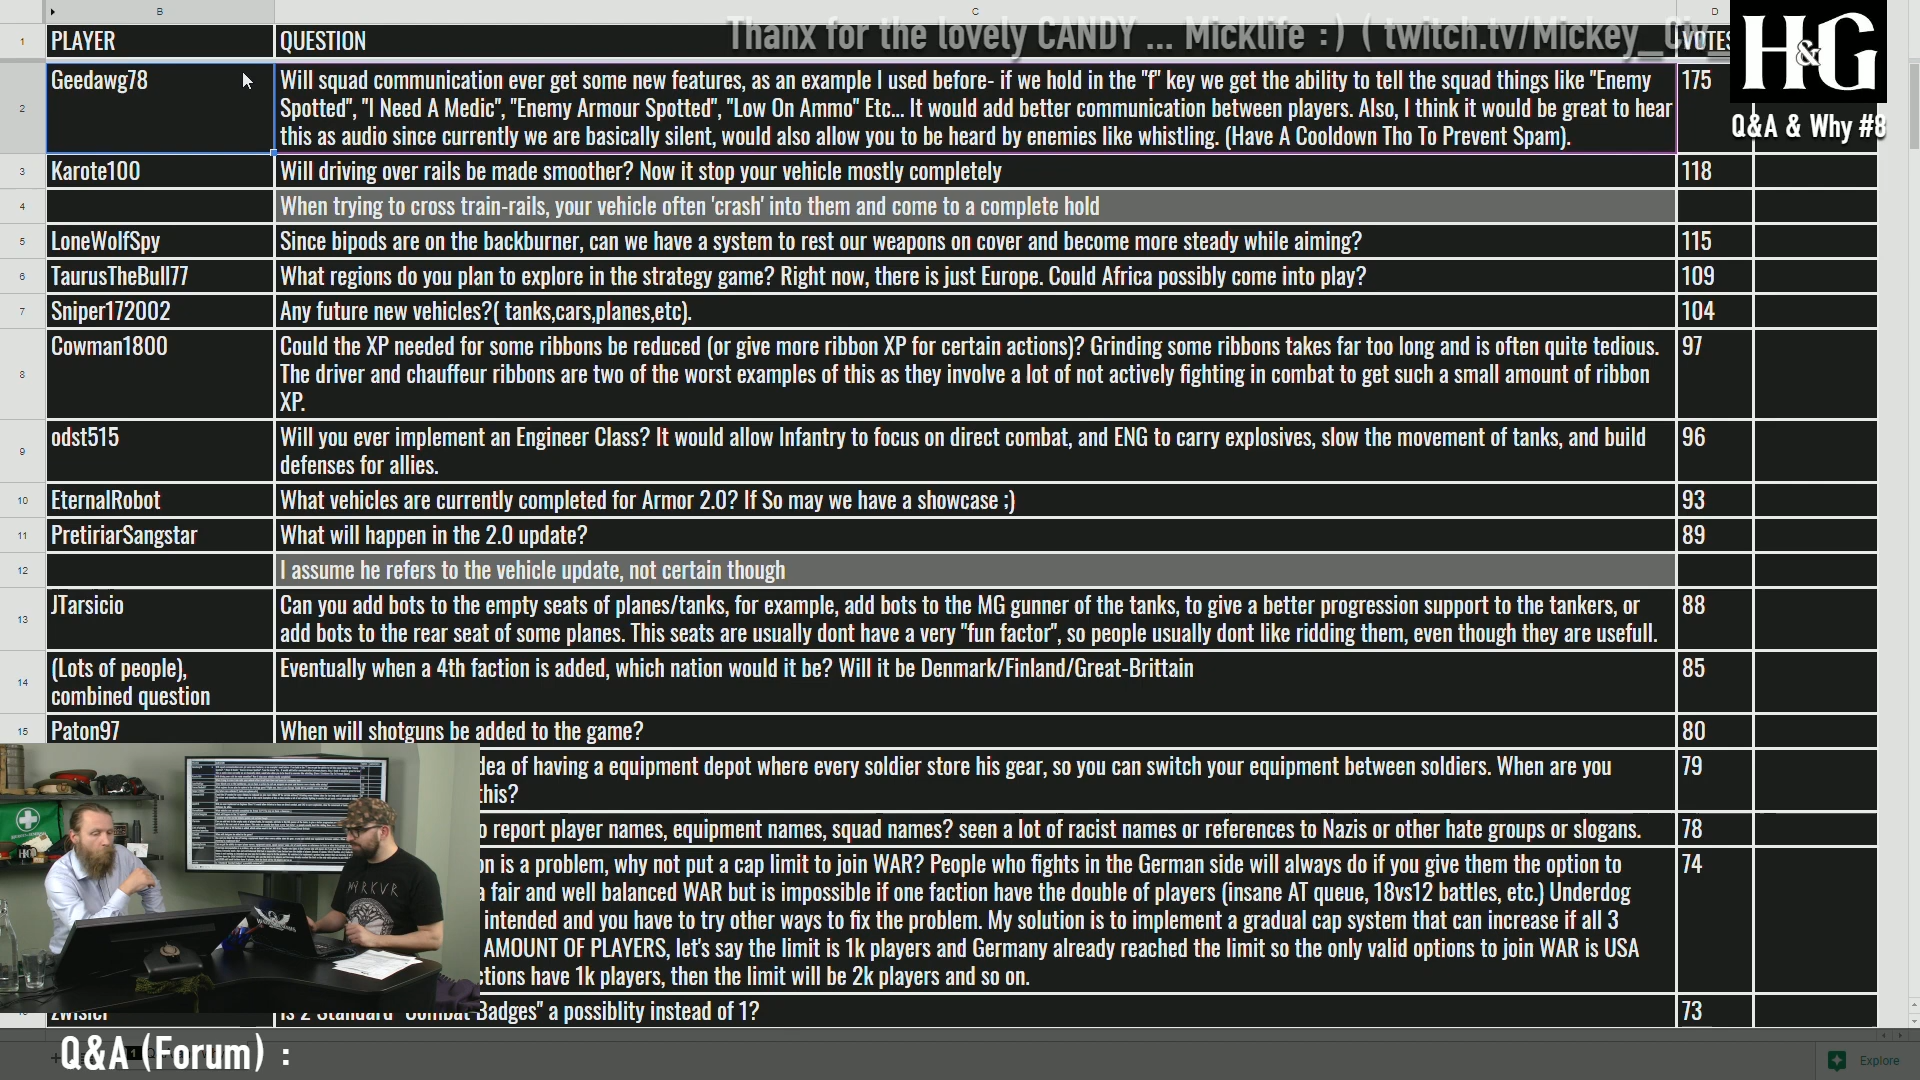 B C D
Thanx for the lovely CANDY ... Micklife :) ( twitch.tv/Mickey_Civ_
H&G
Q&A & Why #8
1 PLAYER QUESTION VOTES
2 Geedawg78 Will squad communication ever get some new features, as an example I used before- if we hold in the "f" key we get the ability to tell the squad things like "Enemy 175
Spotted", "I Need A Medic", "Enemy Armour Spotted", "Low On Ammo" Etc... It would add better communication between players. Also, I think it would be great to hear
this as audio since currently we are basically silent, would also allow you to be heard by enemies like whistling. (Have A Cooldown Tho To Prevent Spam).
3 Karote100 Will driving over rails be made smoother? Now it stop your vehicle mostly completely 118
4 When trying to cross train-rails, your vehicle often 'crash' into them and come to a complete hold
5 LoneWolfSpy Since bipods are on the backburner, can we have a system to rest our weapons on cover and become more steady while aiming? 115
6 TaurusTheBull77 What regions do you plan to explore in the strategy game? Right now, there is just Europe. Could Africa possibly come into play? 109
7 Sniper172002 Any future new vehicles?( tanks,cars,planes,etc). 104
8 Cowman1800 Could the XP needed for some ribbons be reduced (or give more ribbon XP for certain actions)? Grinding some ribbons takes far too long and is often quite tedious. 97
The driver and chauffeur ribbons are two of the worst examples of this as they involve a lot of not actively fighting in combat to get such a small amount of ribbon
XP.
9 odst515 Will you ever implement an Engineer Class? It would allow Infantry to focus on direct combat, and ENG to carry explosives, slow the movement of tanks, and build 96
defenses for allies.
10 EternalRobot What vehicles are currently completed for Armor 2.0? If So may we have a showcase ;) 93
11 PretiriarSangstar What will happen in the 2.0 update? 89
12 I assume he refers to the vehicle update, not certain though
13 JTarsicio Can you add bots to the empty seats of planes/tanks, for example, add bots to the MG gunner of the tanks, to give a better progression support to the tankers, or 88
add bots to the rear seat of some planes. This seats are usually dont have a very "fun factor", so people usually dont like ridding them, even though they are usefull.
14 (Lots of people), Eventually when a 4th faction is added, which nation would it be? Will it be Denmark/Finland/Great-Brittain 85
combined question
15 Paton97 When will shotguns be added to the game? 80
dea of having a equipment depot where every soldier store his gear, so you can switch your equipment between soldiers. When are you 79
this?
o report player names, equipment names, squad names? seen a lot of racist names or references to Nazis or other hate groups or slogans. 78
on is a problem, why not put a cap limit to join WAR? People who fights in the German side will always do if you give them the option to 74
a fair and well balanced WAR but is impossible if one faction have the double of players (insane AT queue, 18vs12 battles, etc.) Underdog
intended and you have to try other ways to fix the problem. My solution is to implement a gradual cap system that can increase if all 3
AMOUNT OF PLAYERS, let's say the limit is 1k players and Germany already reached the limit so the only valid options to join WAR is USA
ctions have 1k players, then the limit will be 2k players and so on.
Is 2 Standard "Combat Badges" a possiblity instead of 1? 73
MYRKUR
Q&A (Forum) :
Explore